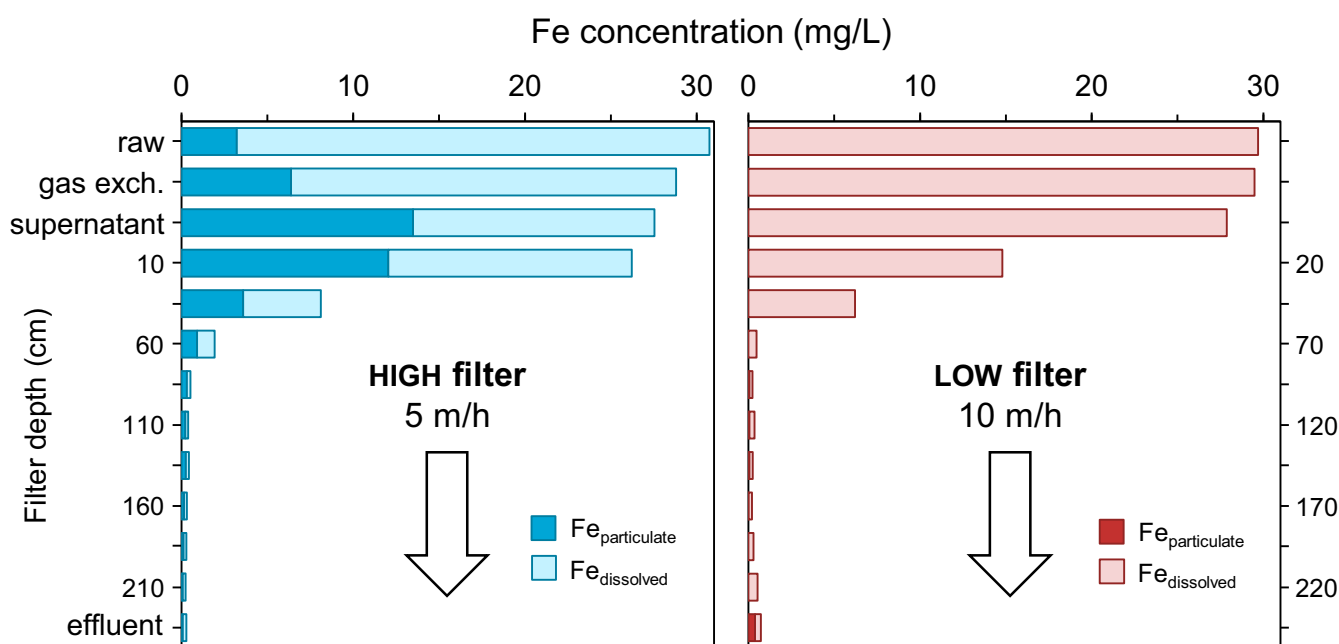 Fe concentration (mg/L)
0 10 20 30
0 10 20 30
raw
gas exch.
supernatant
10
60
110
160
210
effluent
Filter depth (cm)
HIGH filter
5 m/h
Fe particulate
Fe dissolved
LOW filter
10 m/h
Fe particulate
Fe dissolved
20
70
120
170
220